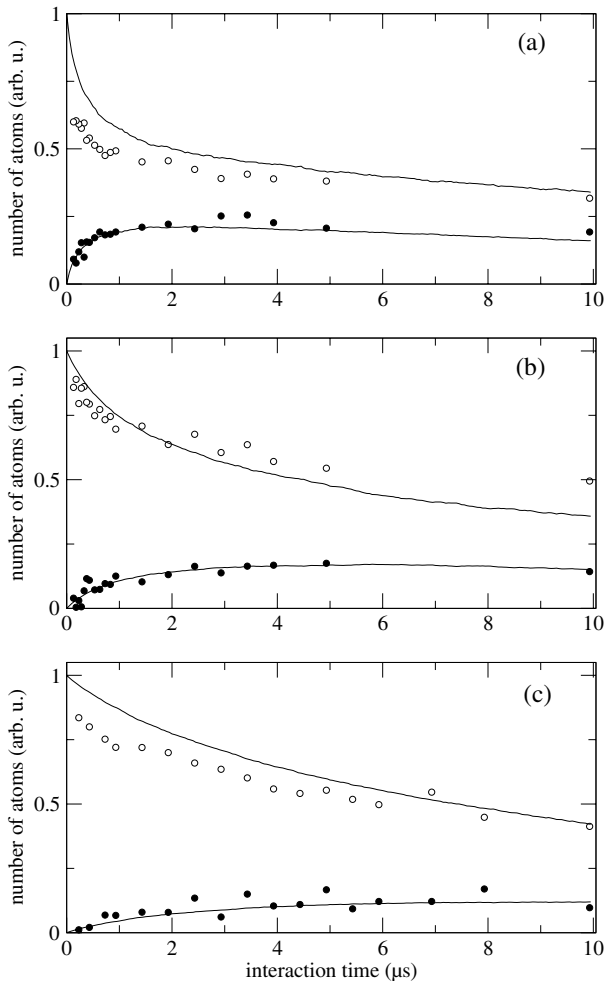 1
(a)
number of atoms (arb. u.)
0.5
0
0 2 4 6 8 10
1
(b)
number of atoms (arb. u.)
0.5
0
0 2 4 6 8 10
1
(c)
number of atoms (arb. u.)
0.5
0
0 2 4 6 8 10
interaction time (μs)